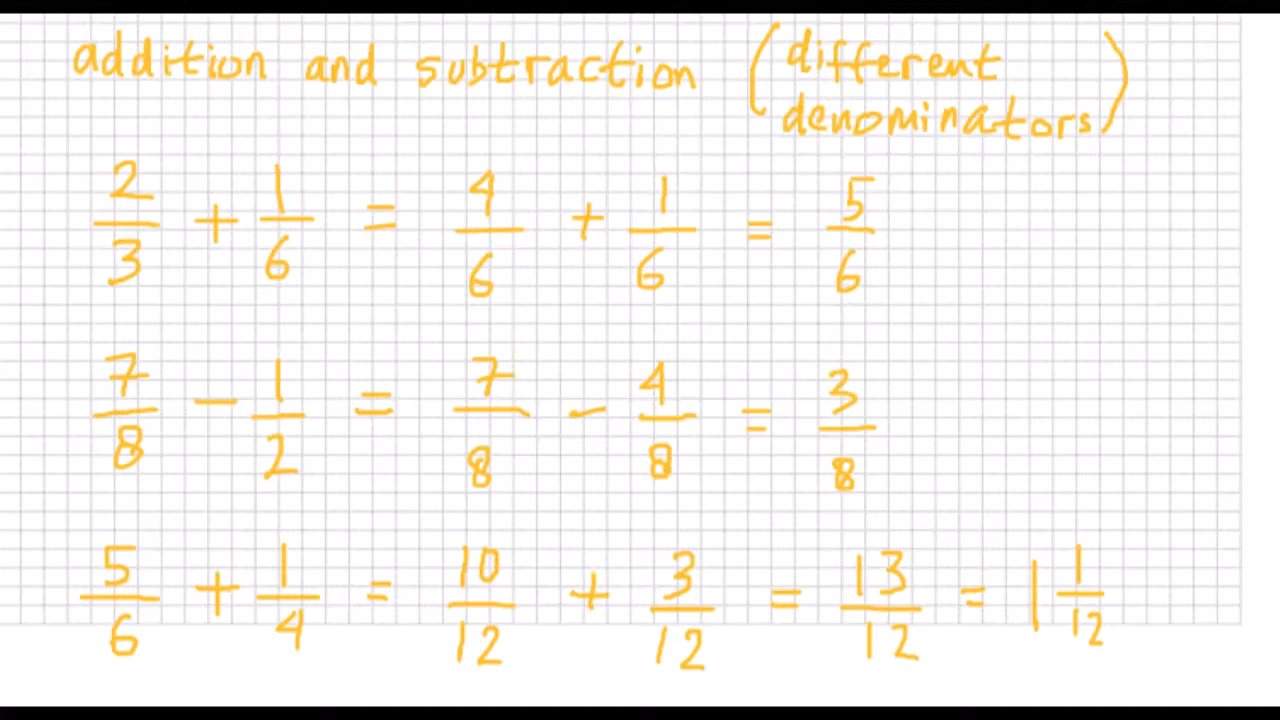 addition and subtraction (different
denominators)
2/3 + 1/6 = 4/6 + 1/6 = 5/6
7/8 - 1/2 = 7/8 - 4/8 = 3/8
5/6 + 1/4 = 10/12 + 3/12 = 13/12 = 1 1/12